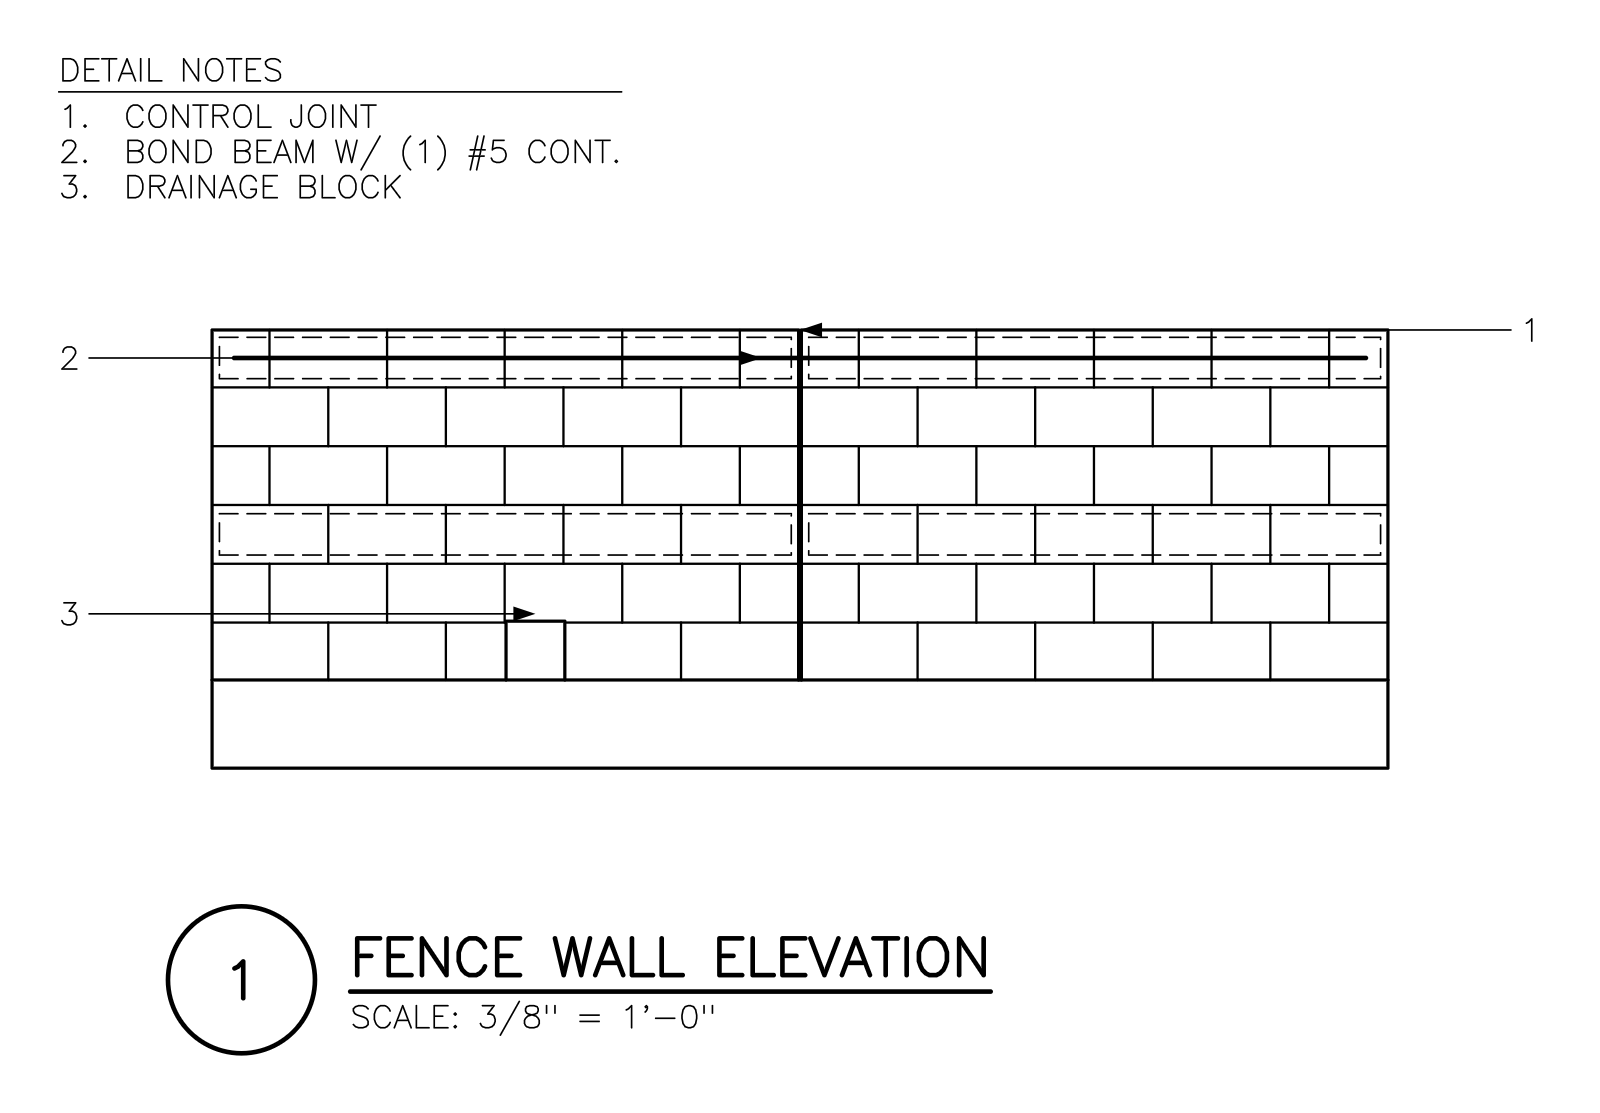 DETAIL NOTES
1. CONTROL JOINT
2. BOND BEAM W/ (1) #5 CONT.
3. DRAINAGE BLOCK
1
2
3
1
FENCE WALL ELEVATION
SCALE: 3/8" = 1'-0"